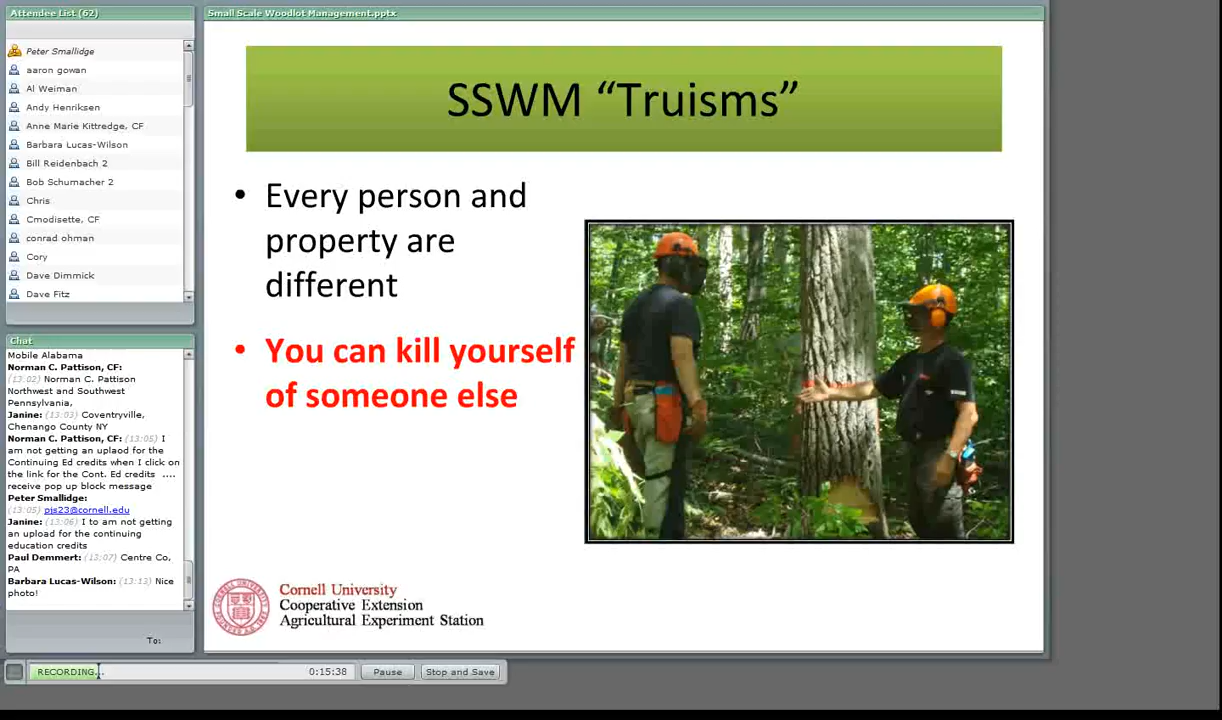 Attendee List (62)
Peter Smallidge
aaron gowan
Al Weiman
Andy Henriksen
Anne Marie Kittredge, CF
Barbara Lucas-Wilson
Bill Reidenbach 2
Bob Schumacher 2
Chris
Cmodisette, CF
conrad ohman
Cory
Dave Dimmick
Dave Fitz
Chat
Mobile Alabama
Norman C. Pattison, CF:
(13:02) Norman C. Pattison
Northwest and Southwest
Pennsylvania,
Janine: (13:03) Coventryville,
Chenango County NY
Norman C. Pattison, CF: (13:05) I
am not getting an uplaod for the
Continuing Ed credits when I click on
the link for the Cont. Ed credits ....
receive pop up block message
Peter Smallidge:
(13:05) pjs23@cornell.edu
Janine: (13:06) I to am not getting
an upload for the continuing
education credits
Paul Demmert: (13:07) Centre Co,
PA
Barbara Lucas-Wilson: (13:13) Nice
photo!
To:
Small Scale Woodlot Management.pptx
SSWM “Truisms”
• Every person and
property are
different
• You can kill yourself
of someone else
Cornell University
Cooperative Extension
Agricultural Experiment Station
RECORDING...
0:15:38
Pause
Stop and Save